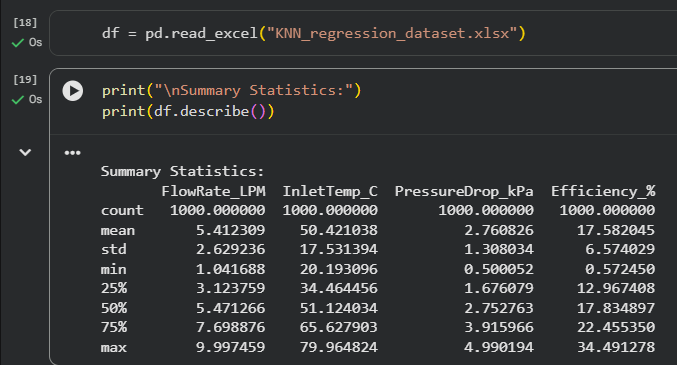 [18]
0s
df = pd.read_excel("KNN_regression_dataset.xlsx")
[19]
0s
print("\nSummary Statistics:")
print(df.describe())
Summary Statistics:
FlowRate_LPM InletTemp_C PressureDrop_kPa Efficiency_%
count 1000.000000 1000.000000 1000.000000 1000.000000
mean 5.412309 50.421038 2.760826 17.582045
std 2.629236 17.531394 1.308034 6.574029
min 1.041688 20.193096 0.500052 0.572450
25% 3.123759 34.464456 1.676079 12.967408
50% 5.471266 51.124034 2.752763 17.834897
75% 7.698876 65.627903 3.915966 22.455350
max 9.997459 79.964824 4.990194 34.491278